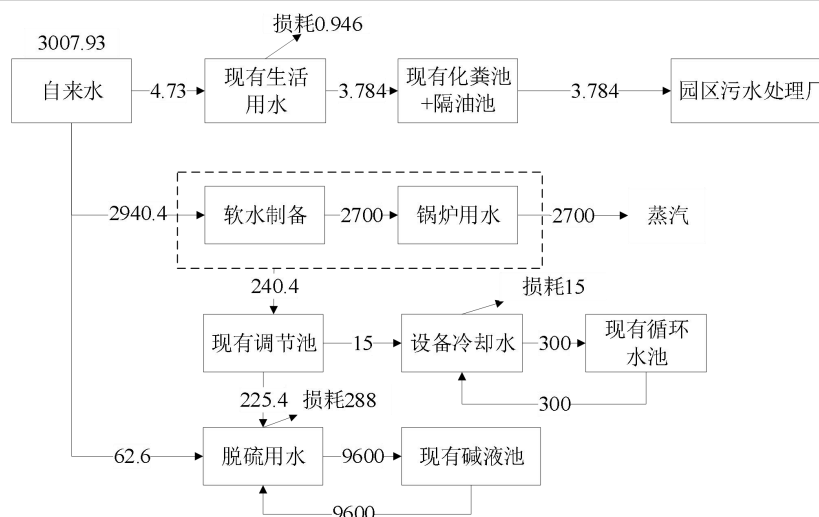 损耗0.946
3007.93
自来水
4.73
现有生活
用水
3.784
现有化粪池
+隔油池
3.784
园区污水处理厂
2940.4
软水制备
2700
锅炉用水
2700
蒸汽
240.4
损耗15
现有调节池
15
设备冷却水
300
现有循环
水池
300
225.4
损耗288
62.6
脱硫用水
9600
现有碱液池
9600